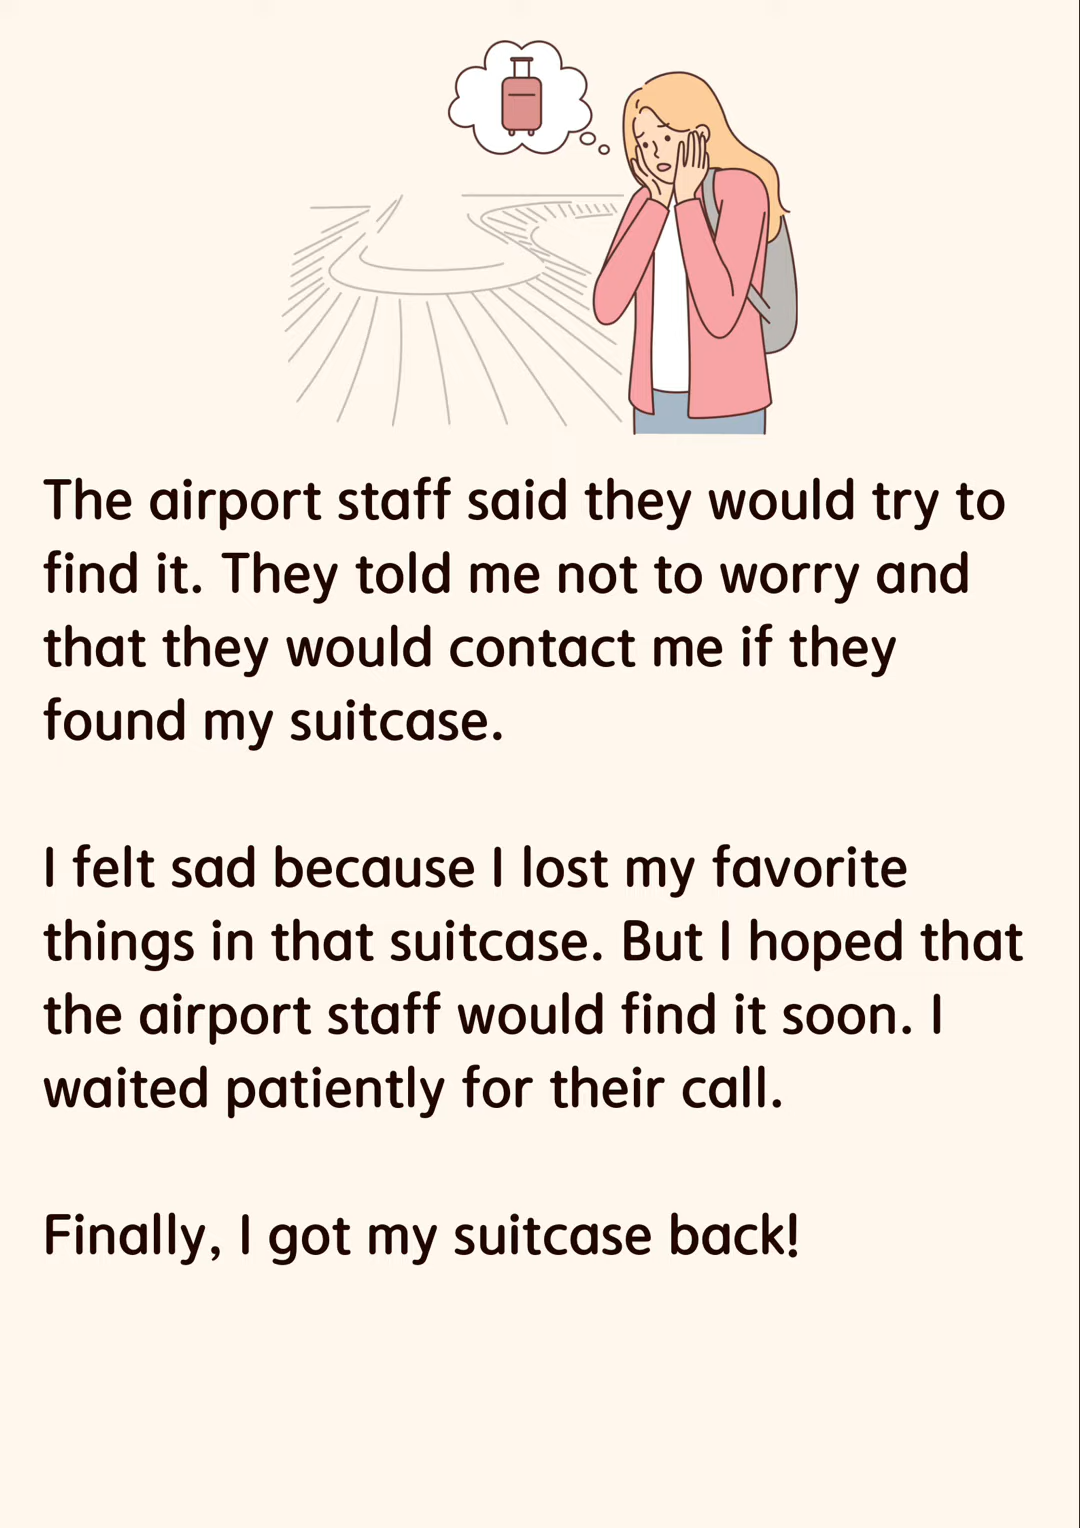 The airport staff said they would try to
find it. They told me not to worry and
that they would contact me if they
found my suitcase.
I felt sad because I lost my favorite
things in that suitcase. But I hoped that
the airport staff would find it soon. I
waited patiently for their call.
Finally, I got my suitcase back!